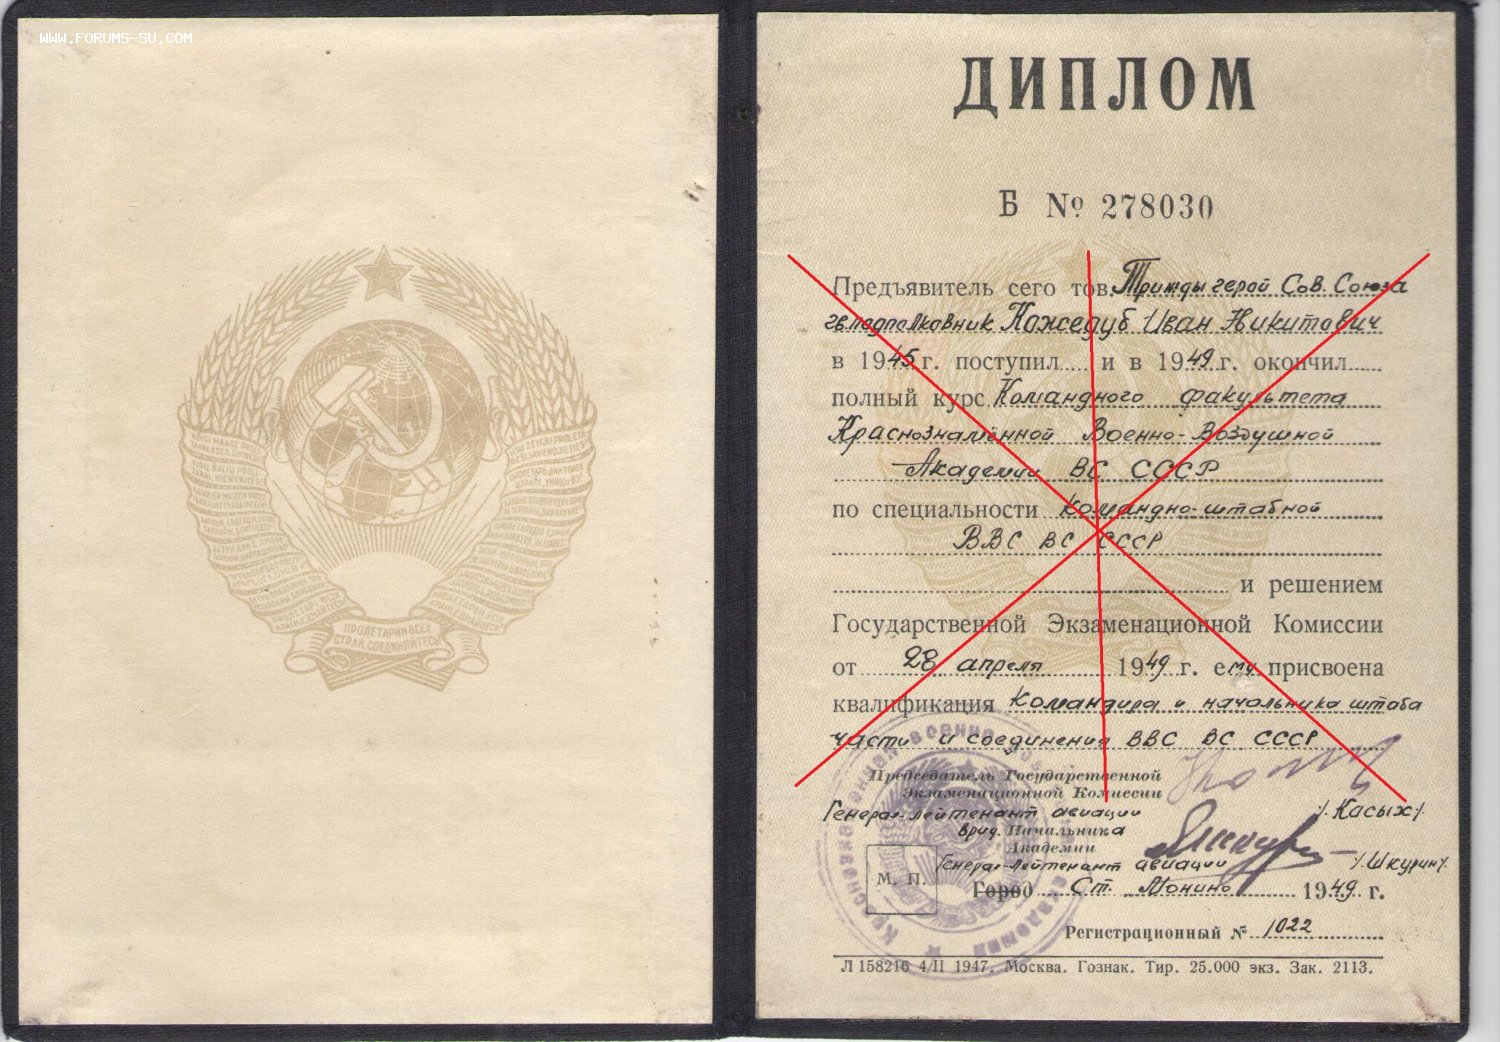 WWW.FORUMS-SU.COM
ПРОЛЕТАРИИ ВСЕХ
СТРАН, СОЕДИНЯЙТЕСЬ!
ДИПЛОМ
Б № 278030
Предъявитель сего тов. Трижды герой Сов. Союза
гв. подполковник Кожедуб Иван Никитович
в 1945 г. поступил и в 1949 г. окончил
полный курс Командного факультета
Краснознамённой Военно-Воздушной
Академии ВС СССР
по специальности командно-штабной
ВВС ВС СССР
и решением
Государственной Экзаменационной Комиссии
от 28 апреля 1949 г. ему присвоена
квалификация командира и начальника штаба
части и соединения ВВС ВС СССР
Председатель Государственной
Экзаменационной Комиссии
Генерал-лейтенант авиации /Касых/.
Врид. Начальника
Академии
Генерал-лейтенант авиации /Шкурин/.
М. П.
Город Ст. Монино 1949 г.
Регистрационный № 1022
Л 158216 4/II 1947. Москва. Гознак. Тир. 25.000 экз. Зак. 2113.